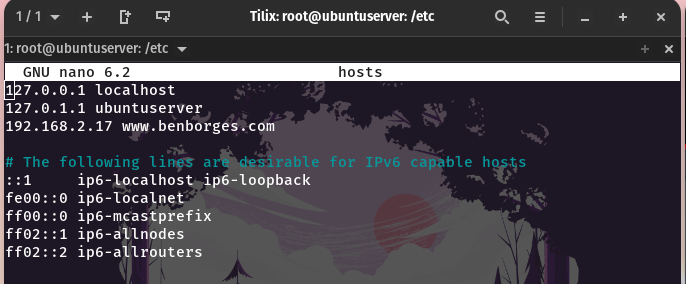 1 / 1 Tilix: root@ubuntuserver: /etc
1: root@ubuntuserver: /etc
GNU nano 6.2 hosts
127.0.0.1 localhost
127.0.1.1 ubuntuserver
192.168.2.17 www.benborges.com
# The following lines are desirable for IPv6 capable hosts
::1     ip6-localhost ip6-loopback
fe00::0 ip6-localnet
ff00::0 ip6-mcastprefix
ff02::1 ip6-allnodes
ff02::2 ip6-allrouters